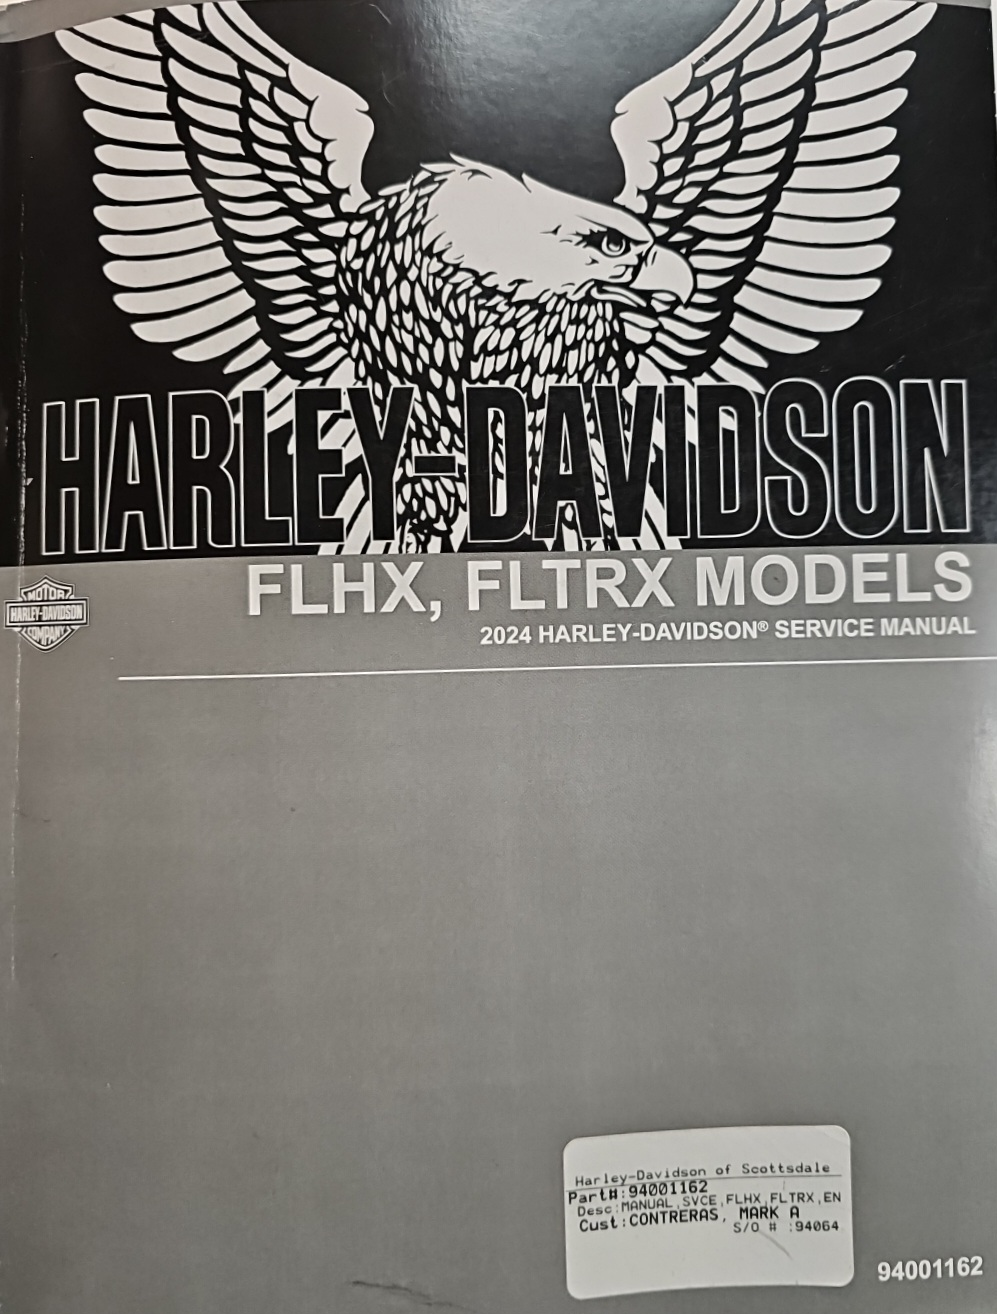 HARLEY-DAVIDSON
FLHX, FLTRX MODELS
2024 HARLEY-DAVIDSON® SERVICE MANUAL
MOTOR
HARLEY-DAVIDSON
COMPANY
Harley-Davidson of Scottsdale
Part#:94001162
Desc:MANUAL,SVCE,FLHX,FLTRX,EN
Cust:CONTRERAS, MARK A
S/O # :94064
94001162